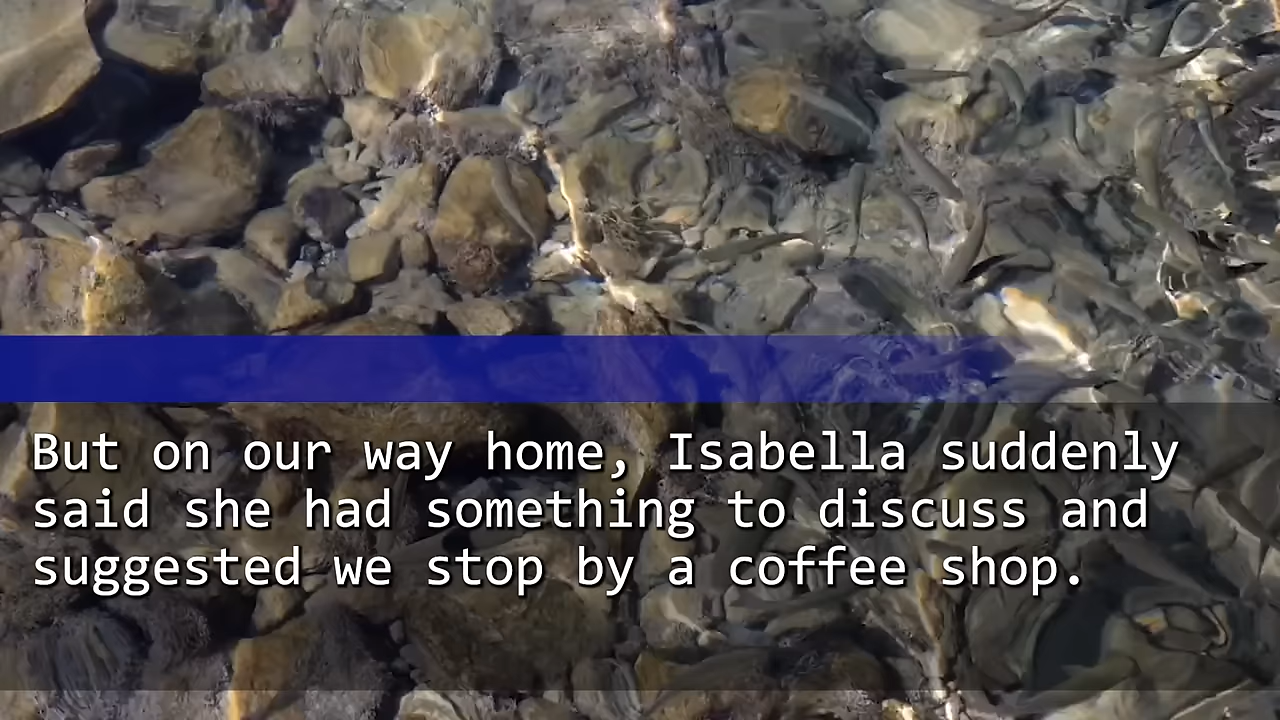 But on our way home, Isabella suddenly
said she had something to discuss and
suggested we stop by a coffee shop.